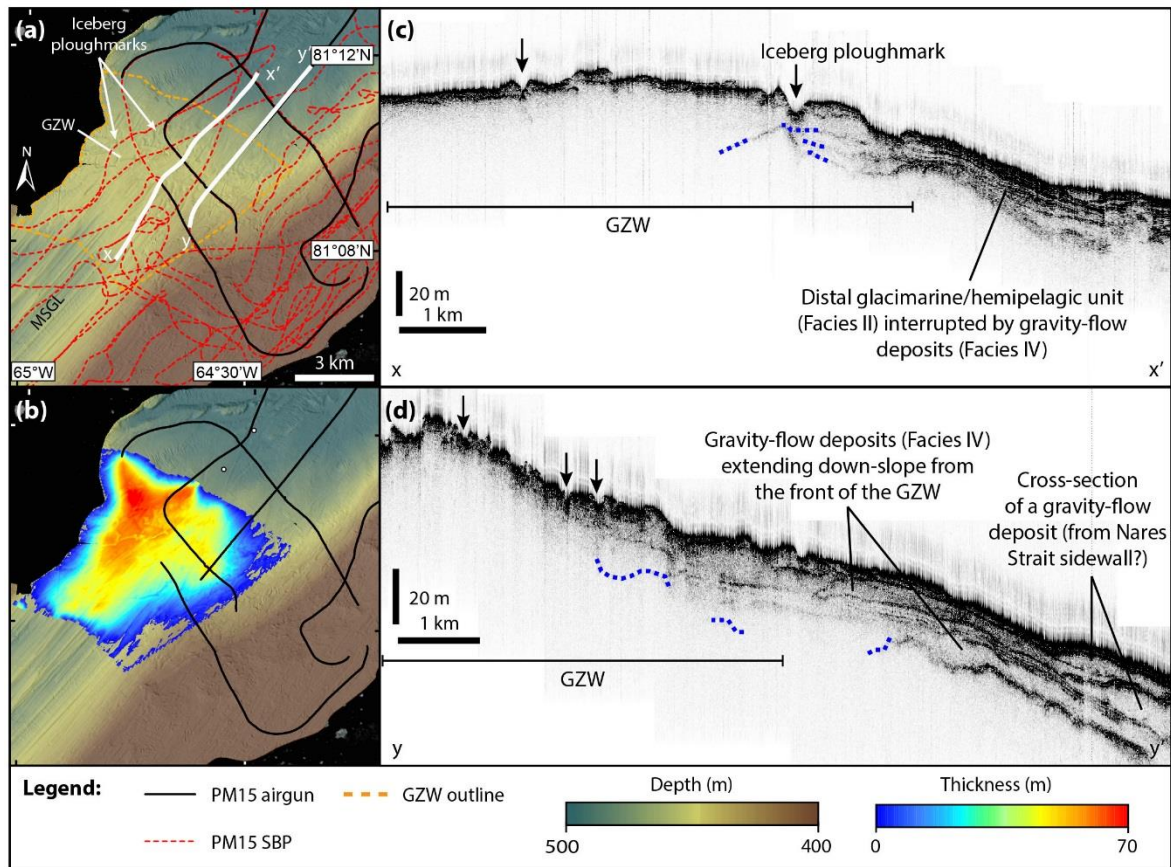 (a)
Iceberg
ploughmarks
GZW
N
MSGL
x
x'
y
y'
81°12'N
81°08'N
65°W
64°30'W
3 km
(b)
(c)
Iceberg ploughmark
GZW
20 m
1 km
Distal glacimarine/hemipelagic unit
(Facies II) interrupted by gravity-flow
deposits (Facies IV)
x
x'
(d)
Gravity-flow deposits (Facies IV)
extending down-slope from
the front of the GZW
Cross-section
of a gravity-flow
deposit (from Nares
Strait sidewall?)
20 m
1 km
GZW
y
y'
Legend:
PM15 airgun
GZW outline
PM15 SBP
Depth (m)
500
400
Thickness (m)
0
70